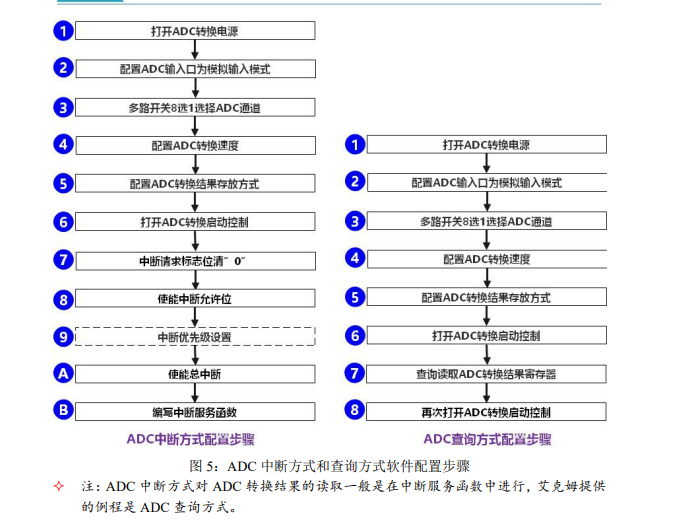 1 打开ADC转换电源
2 配置ADC输入口为模拟输入模式
3 多路开关8选1选择ADC通道
4 配置ADC转换速度
5 配置ADC转换结果存放方式
6 打开ADC转换启动控制
7 中断请求标志位清”0”
8 使能中断允许位
9 中断优先级设置
A 使能总中断
B 编写中断服务函数
ADC中断方式配置步骤
1 打开ADC转换电源
2 配置ADC输入口为模拟输入模式
3 多路开关8选1选择ADC通道
4 配置ADC转换速度
5 配置ADC转换结果存放方式
6 打开ADC转换启动控制
7 查询读取ADC转换结果寄存器
8 再次打开ADC转换启动控制
ADC查询方式配置步骤
图 5：ADC 中断方式和查询方式软件配置步骤
注：ADC 中断方式对 ADC 转换结果的读取一般是在中断服务函数中进行，艾克姆提供
的例程是 ADC 查询方式。